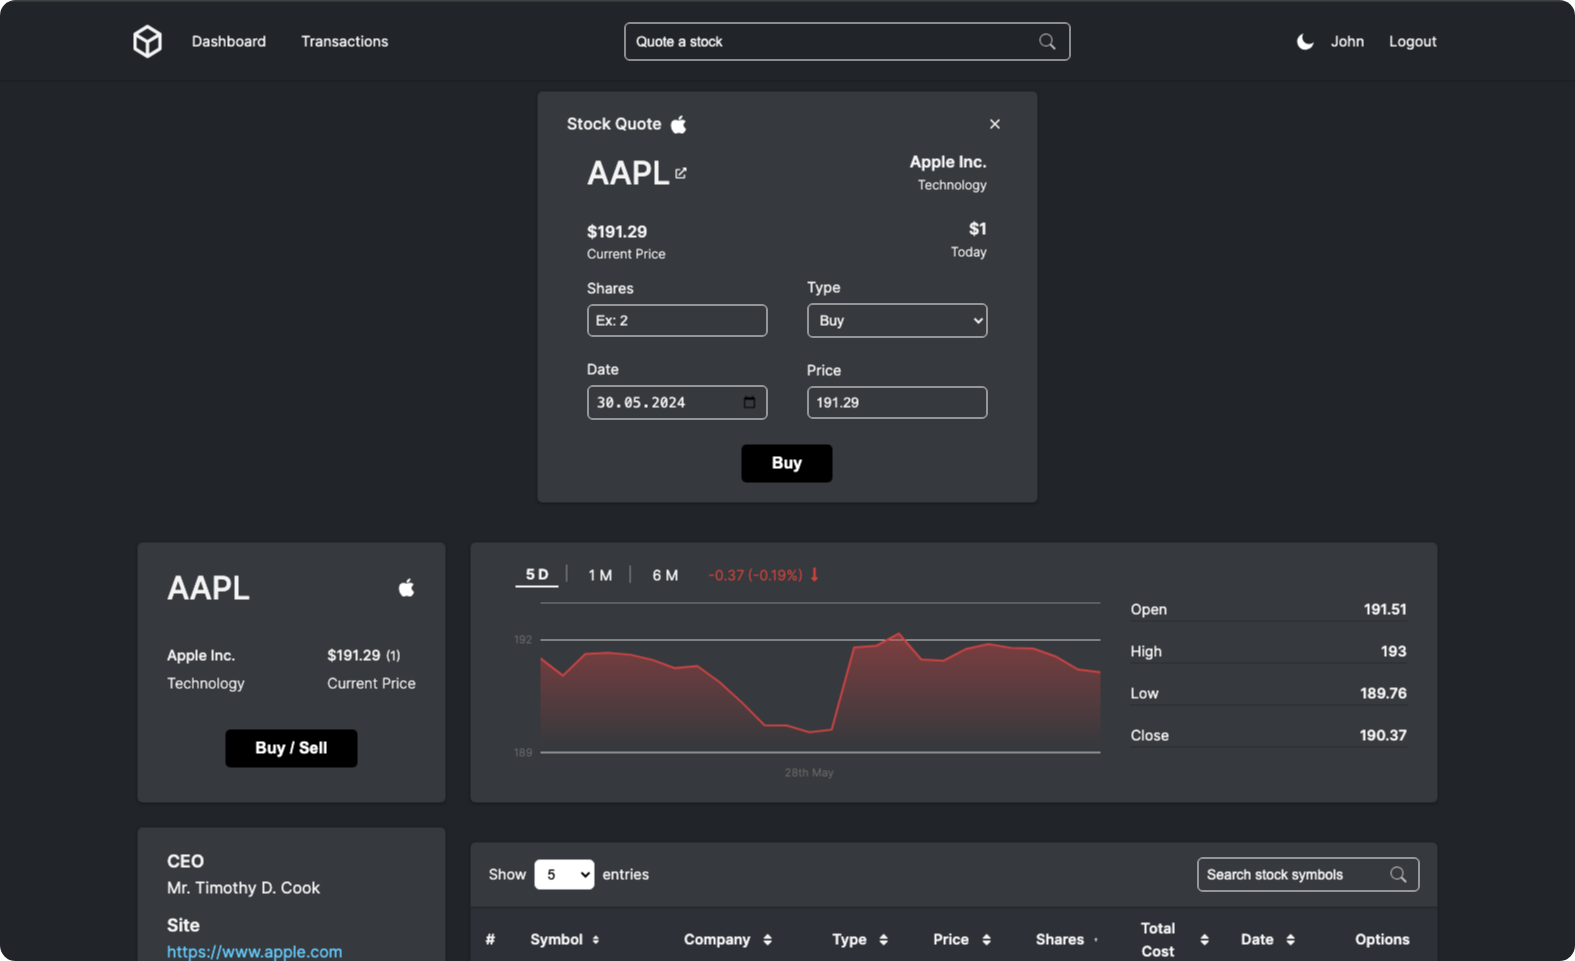 Dashboard Transactions Quote a stock John Logout
Stock Quote
AAPL
Apple Inc.
Technology
$191.29
Current Price
$1
Today
Shares
Ex: 2
Type
Buy
Date
30.05.2024
Price
191.29
Buy
AAPL
Apple Inc.
Technology
$191.29 (1)
Current Price
Buy / Sell
5 D 1 M 6 M -0.37 (-0.19%)
192
189
28th May
Open 191.51
High 193
Low 189.76
Close 190.37
CEO
Mr. Timothy D. Cook
Site
https://www.apple.com
Show 5 entries
Search stock symbols
# Symbol Company Type Price Shares Total Cost Date Options